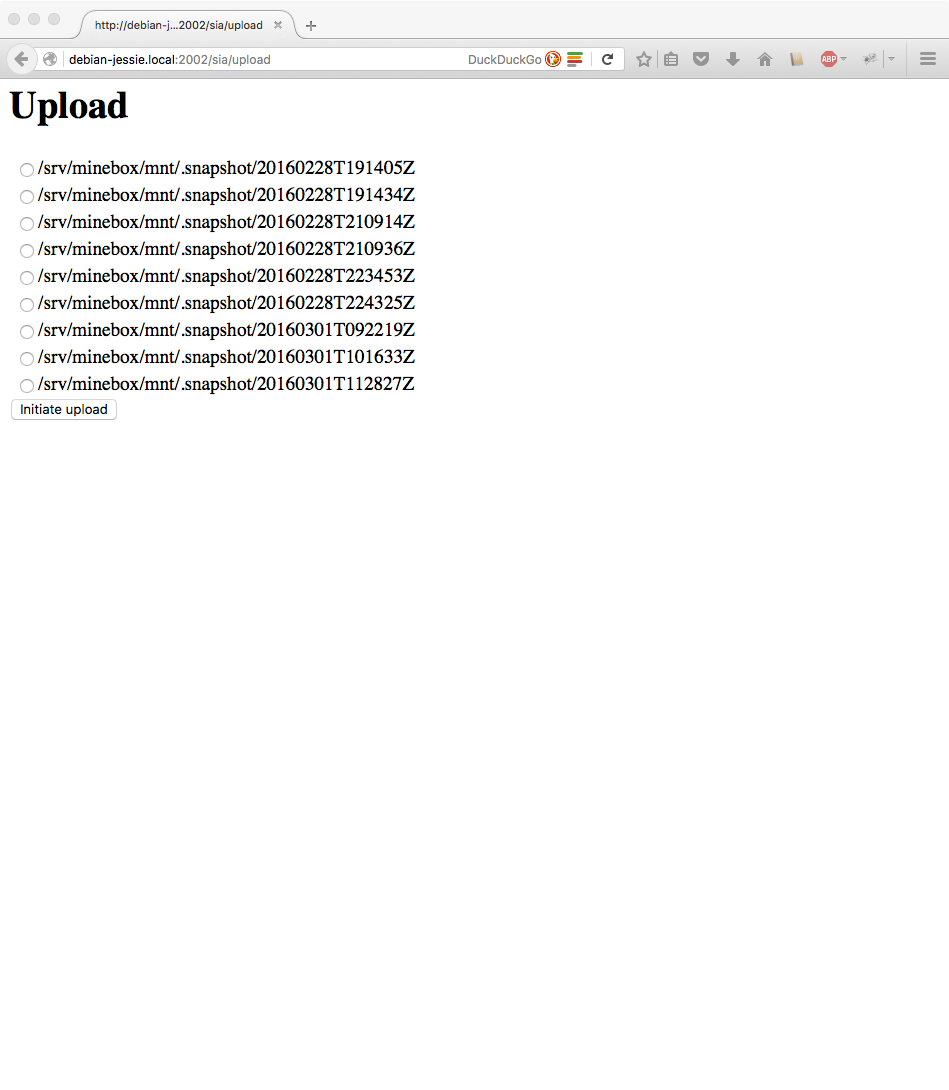 http://debian-j...2002/sia/upload
debian-jessie.local:2002/sia/upload DuckDuckGo ABP
Upload
/srv/minebox/mnt/.snapshot/20160228T191405Z
/srv/minebox/mnt/.snapshot/20160228T191434Z
/srv/minebox/mnt/.snapshot/20160228T210914Z
/srv/minebox/mnt/.snapshot/20160228T210936Z
/srv/minebox/mnt/.snapshot/20160228T223453Z
/srv/minebox/mnt/.snapshot/20160228T224325Z
/srv/minebox/mnt/.snapshot/20160301T092219Z
/srv/minebox/mnt/.snapshot/20160301T101633Z
/srv/minebox/mnt/.snapshot/20160301T112827Z
Initiate upload